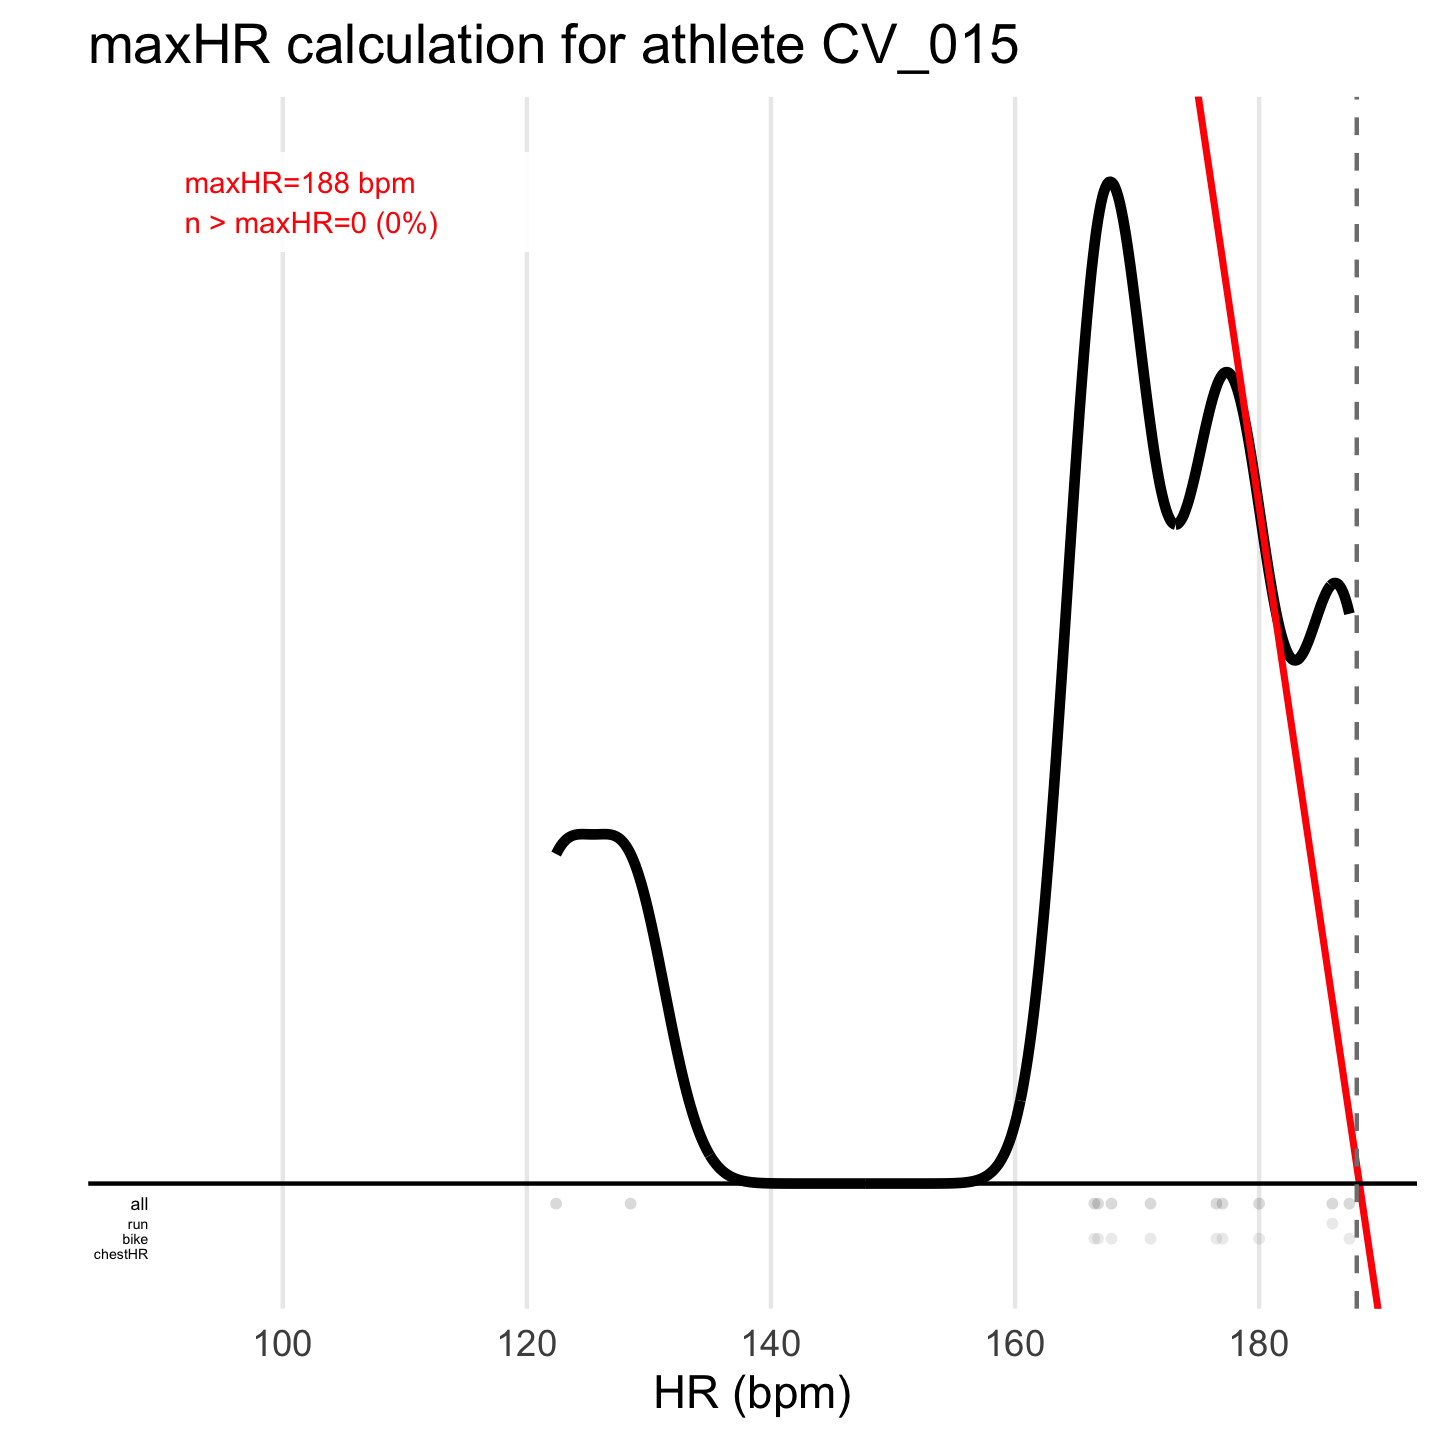 maxHR calculation for athlete CV_015
maxHR=188 bpm
n > maxHR=0 (0%)
all
run
bike
chestHR
100 120 140 160 180
HR (bpm)